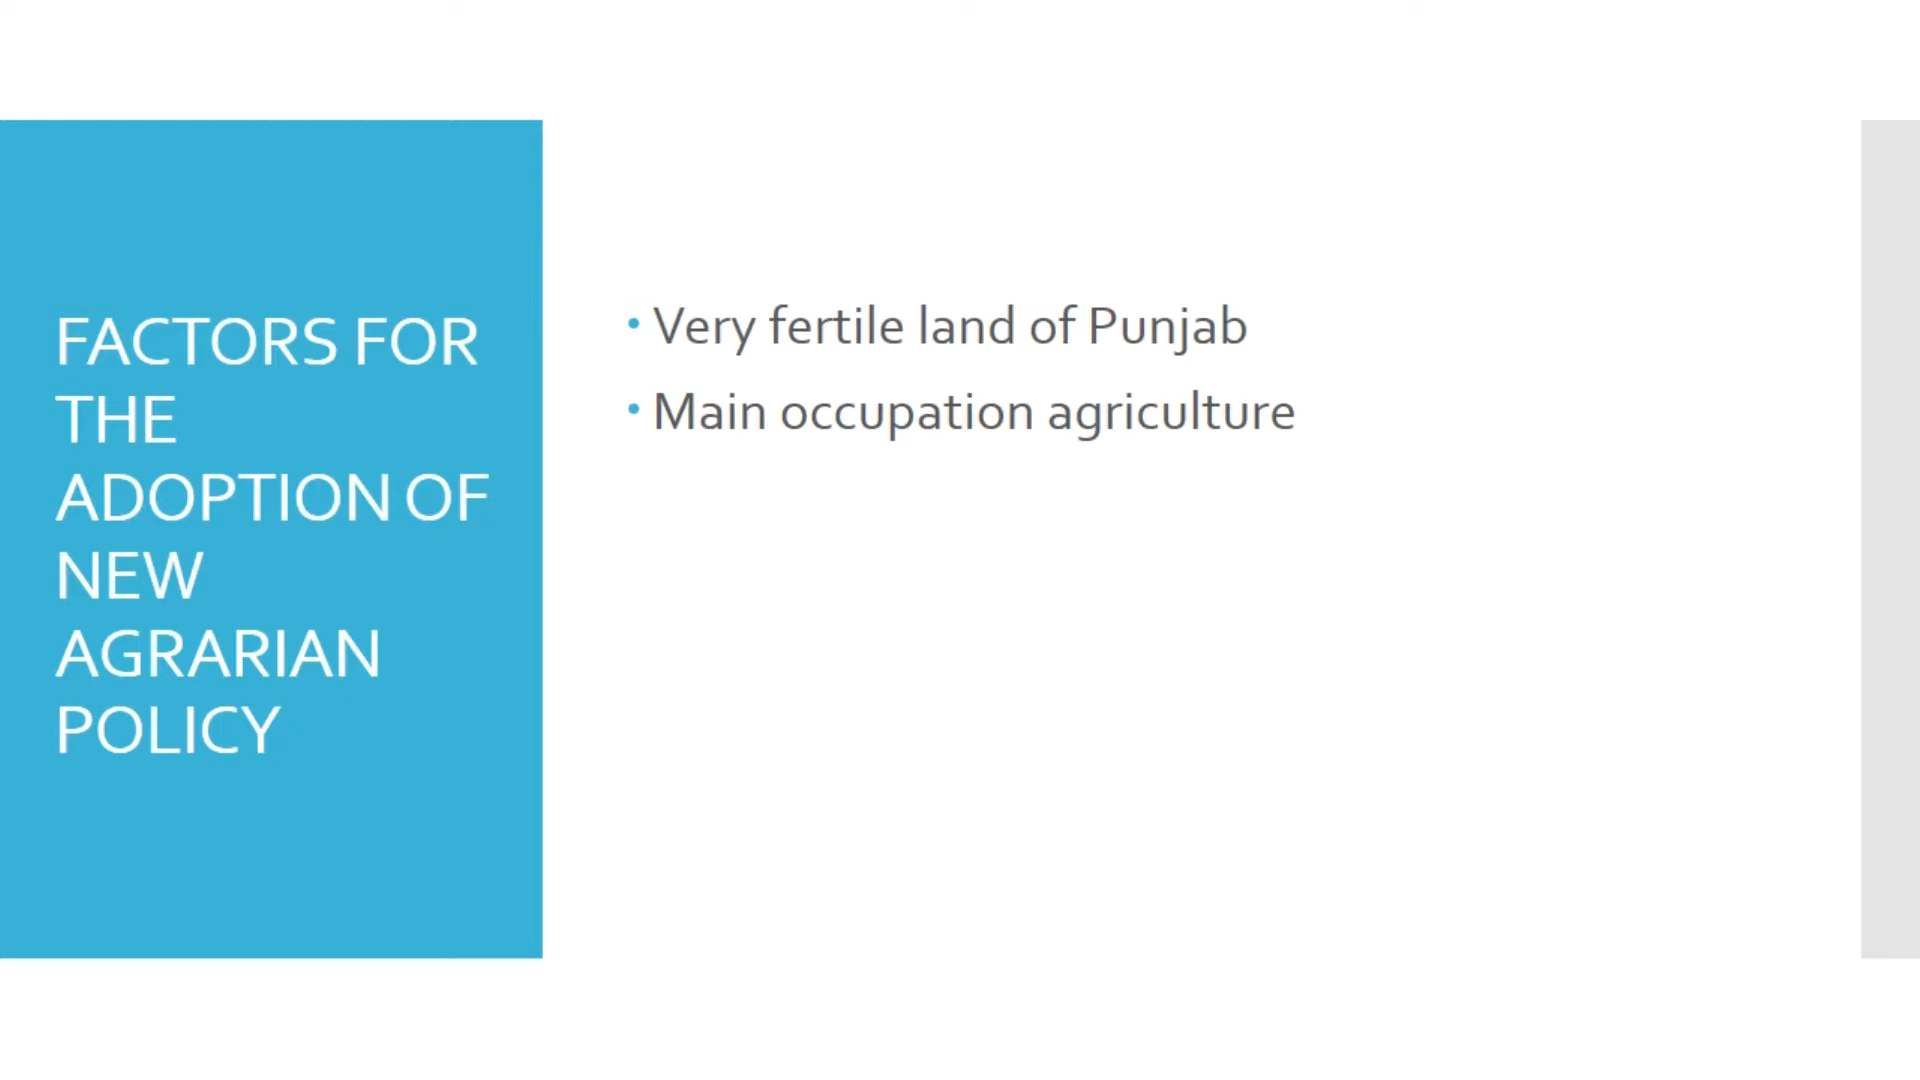 FACTORS FOR
THE
ADOPTION OF
NEW
AGRARIAN
POLICY
• Very fertile land of Punjab
• Main occupation agriculture